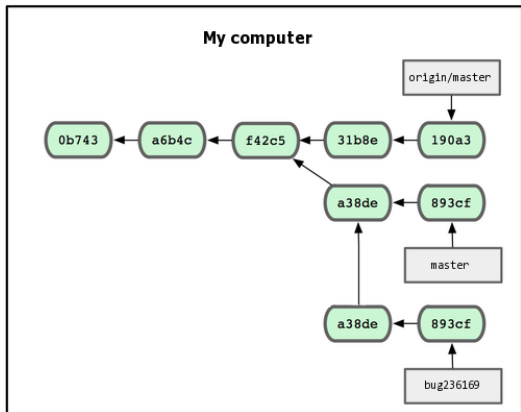 My computer
origin/master
0b743 a6b4c f42c5 31b8e 190a3
a38de 893cf
master
a38de 893cf
bug236169